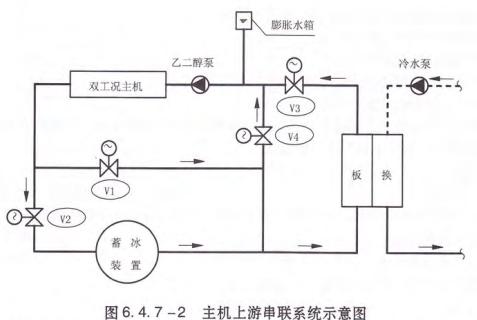 膨胀水箱
乙二醇泵
冷水泵
双工况主机
V3
V4
V1
板 换
V2
蓄 冰
装 置
图6.4.7-2 主机上游串联系统示意图